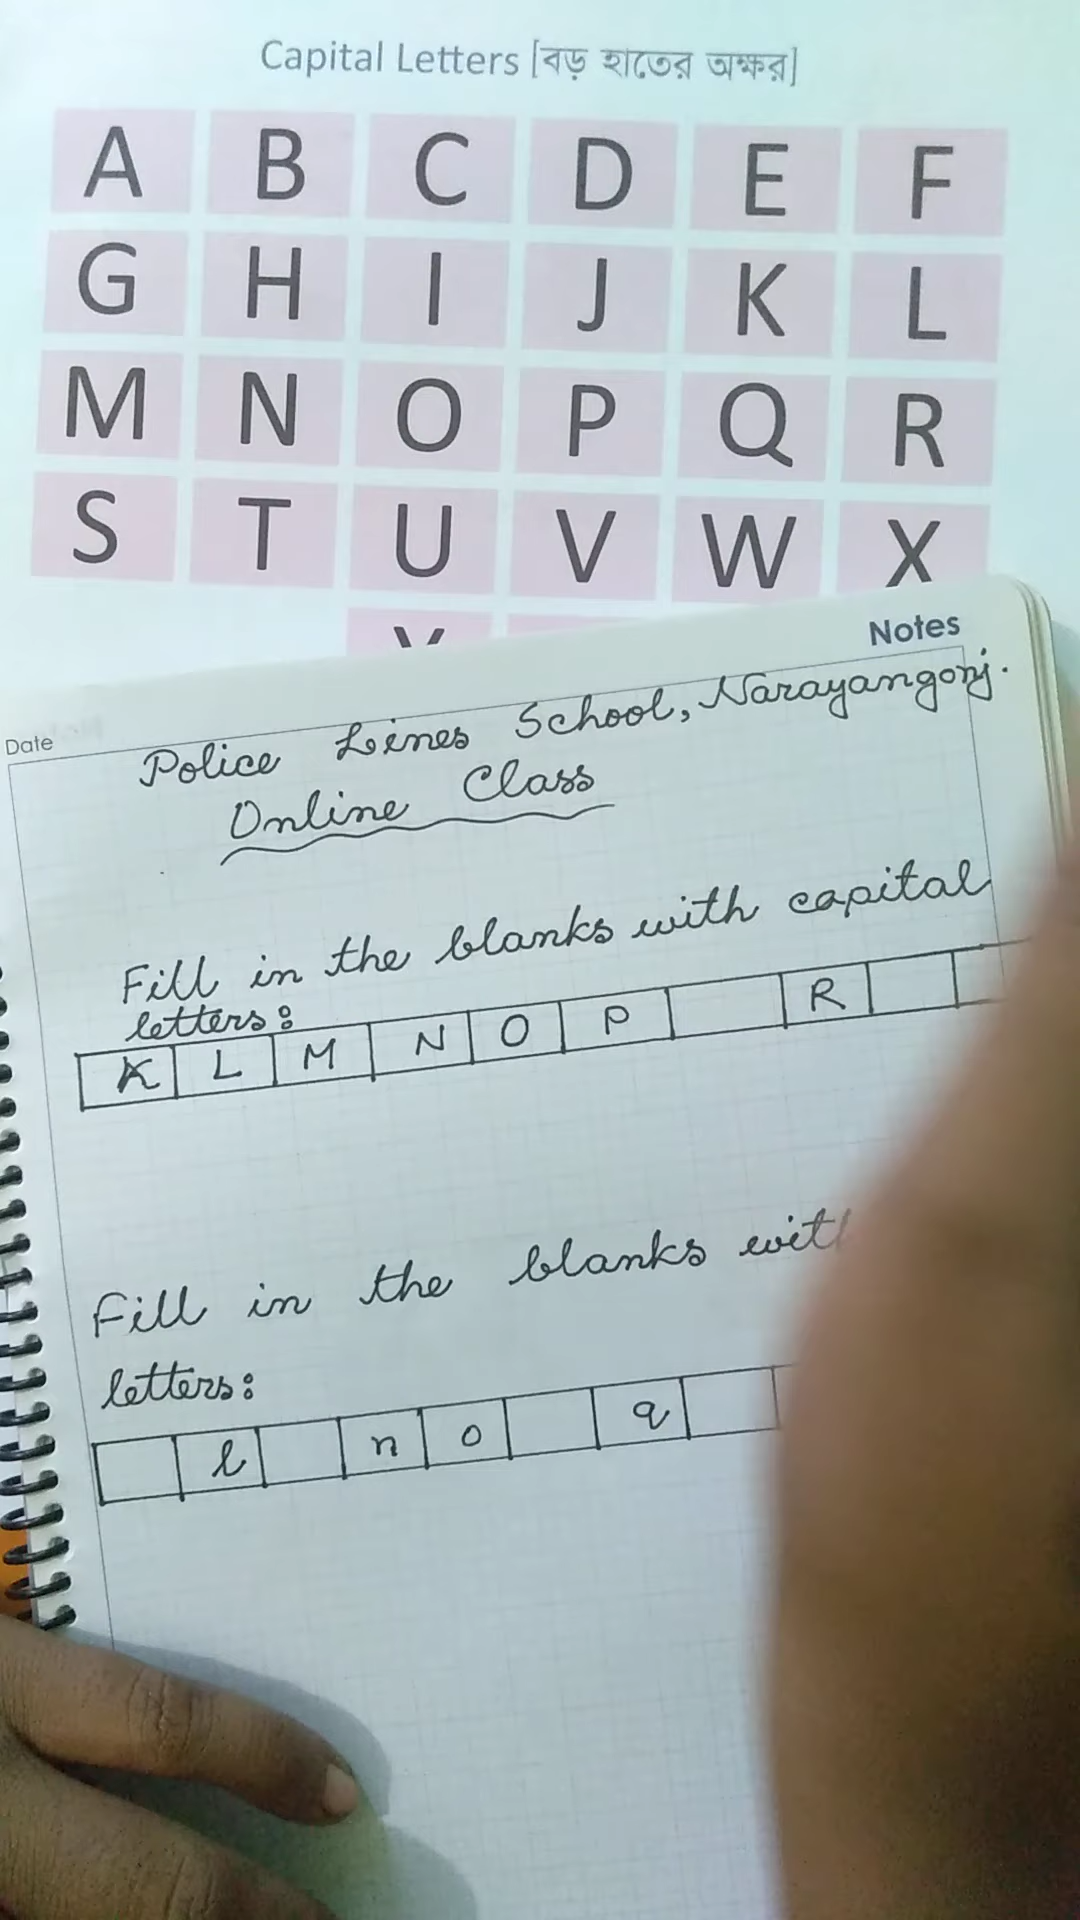 Capital Letters [বড় হাতের অক্ষর]
A B C D E F
G H I J K L
M N O P Q R
S T U V W X
Notes
Date
Police Lines School, Narayangonj.
Online Class
Fill in the blanks with capital
letters:
K L M N O P R
Fill in the blanks
letters:
l n o q